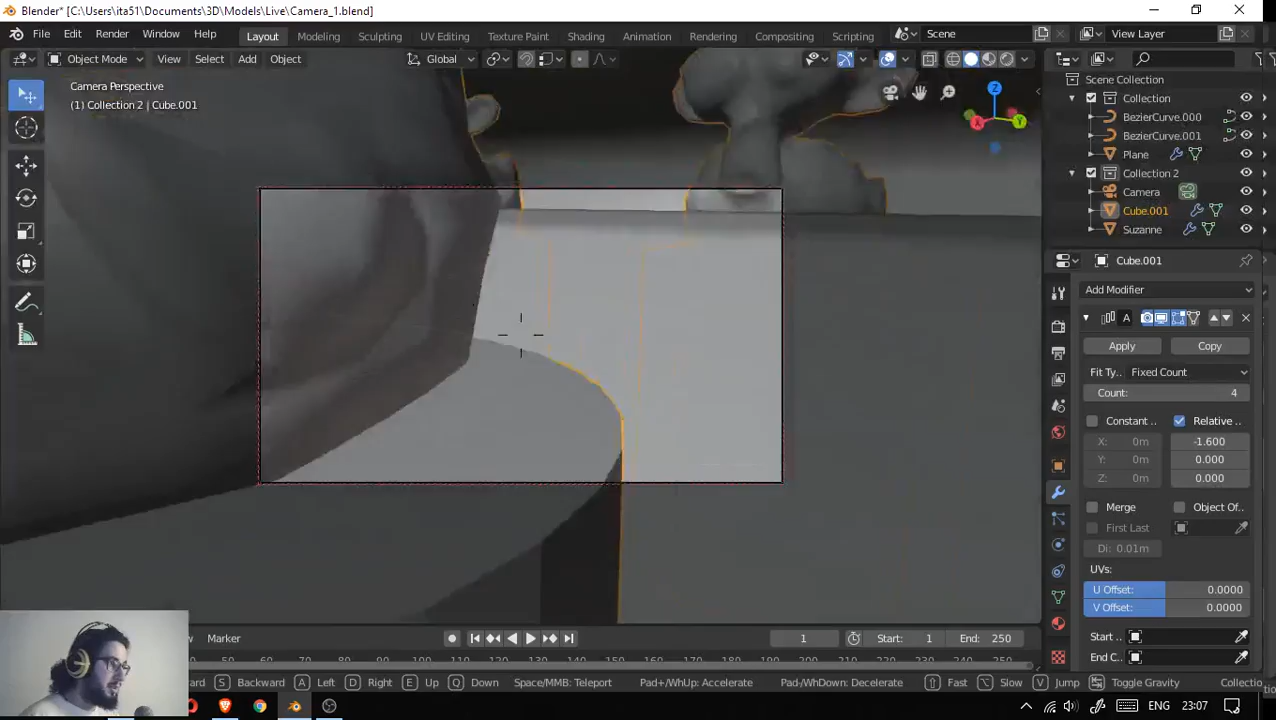 Blender* [C:\Users\ita51\Documents\3D\Models\Live\Camera_1.blend]
File Edit Render Window Help Layout Modeling Sculpting UV Editing Texture Paint Shading Animation Rendering Compositing Scripting Scene View Layer
Object Mode View Select Add Object Global
Camera Perspective
(1) Collection 2 | Cube.001
X Y Z
Scene Collection
Collection
BezierCurve.000
BezierCurve.001
Plane
Collection 2
Camera
Cube.001
Suzanne
Cube.001
Add Modifier
A
Apply Copy
Fit Ty.. Fixed Count
Count: 4
Constant .. Relative ..
X: 0m -1.600
Y: 0m 0.000
Z: 0m 0.000
Merge Object Of..
First Last
Di: 0.01m
UVs:
U Offset: 0.0000
V Offset: 0.0000
Start ..
End C..
Marker 1 Start: 1 End: 250
50 60 70 80 90 100 110 120 130 140 150 160 170 180 190 200 210 220 230 240 250
ard S Backward A Left D Right E Up Q Down Space/MMB: Teleport Pad+/WhUp: Accelerate Pad-/WhDown: Decelerate Fast Slow V Jump Toggle Gravity Collectio
ENG 23:07